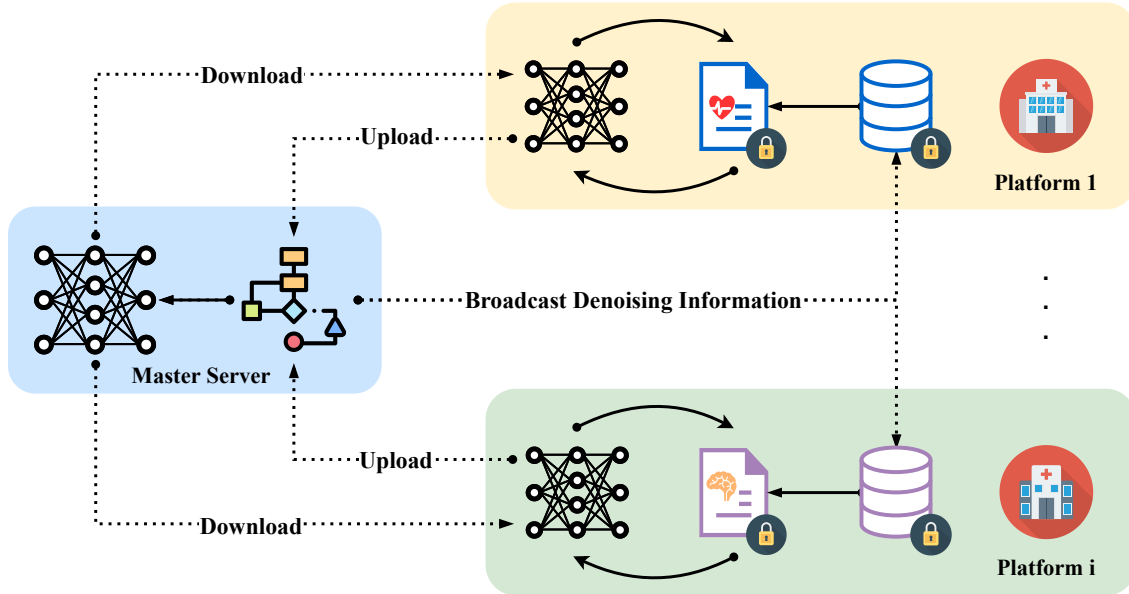 Download
Upload
Platform 1
Broadcast Denoising Information
Master Server
Upload
Download
Platform i